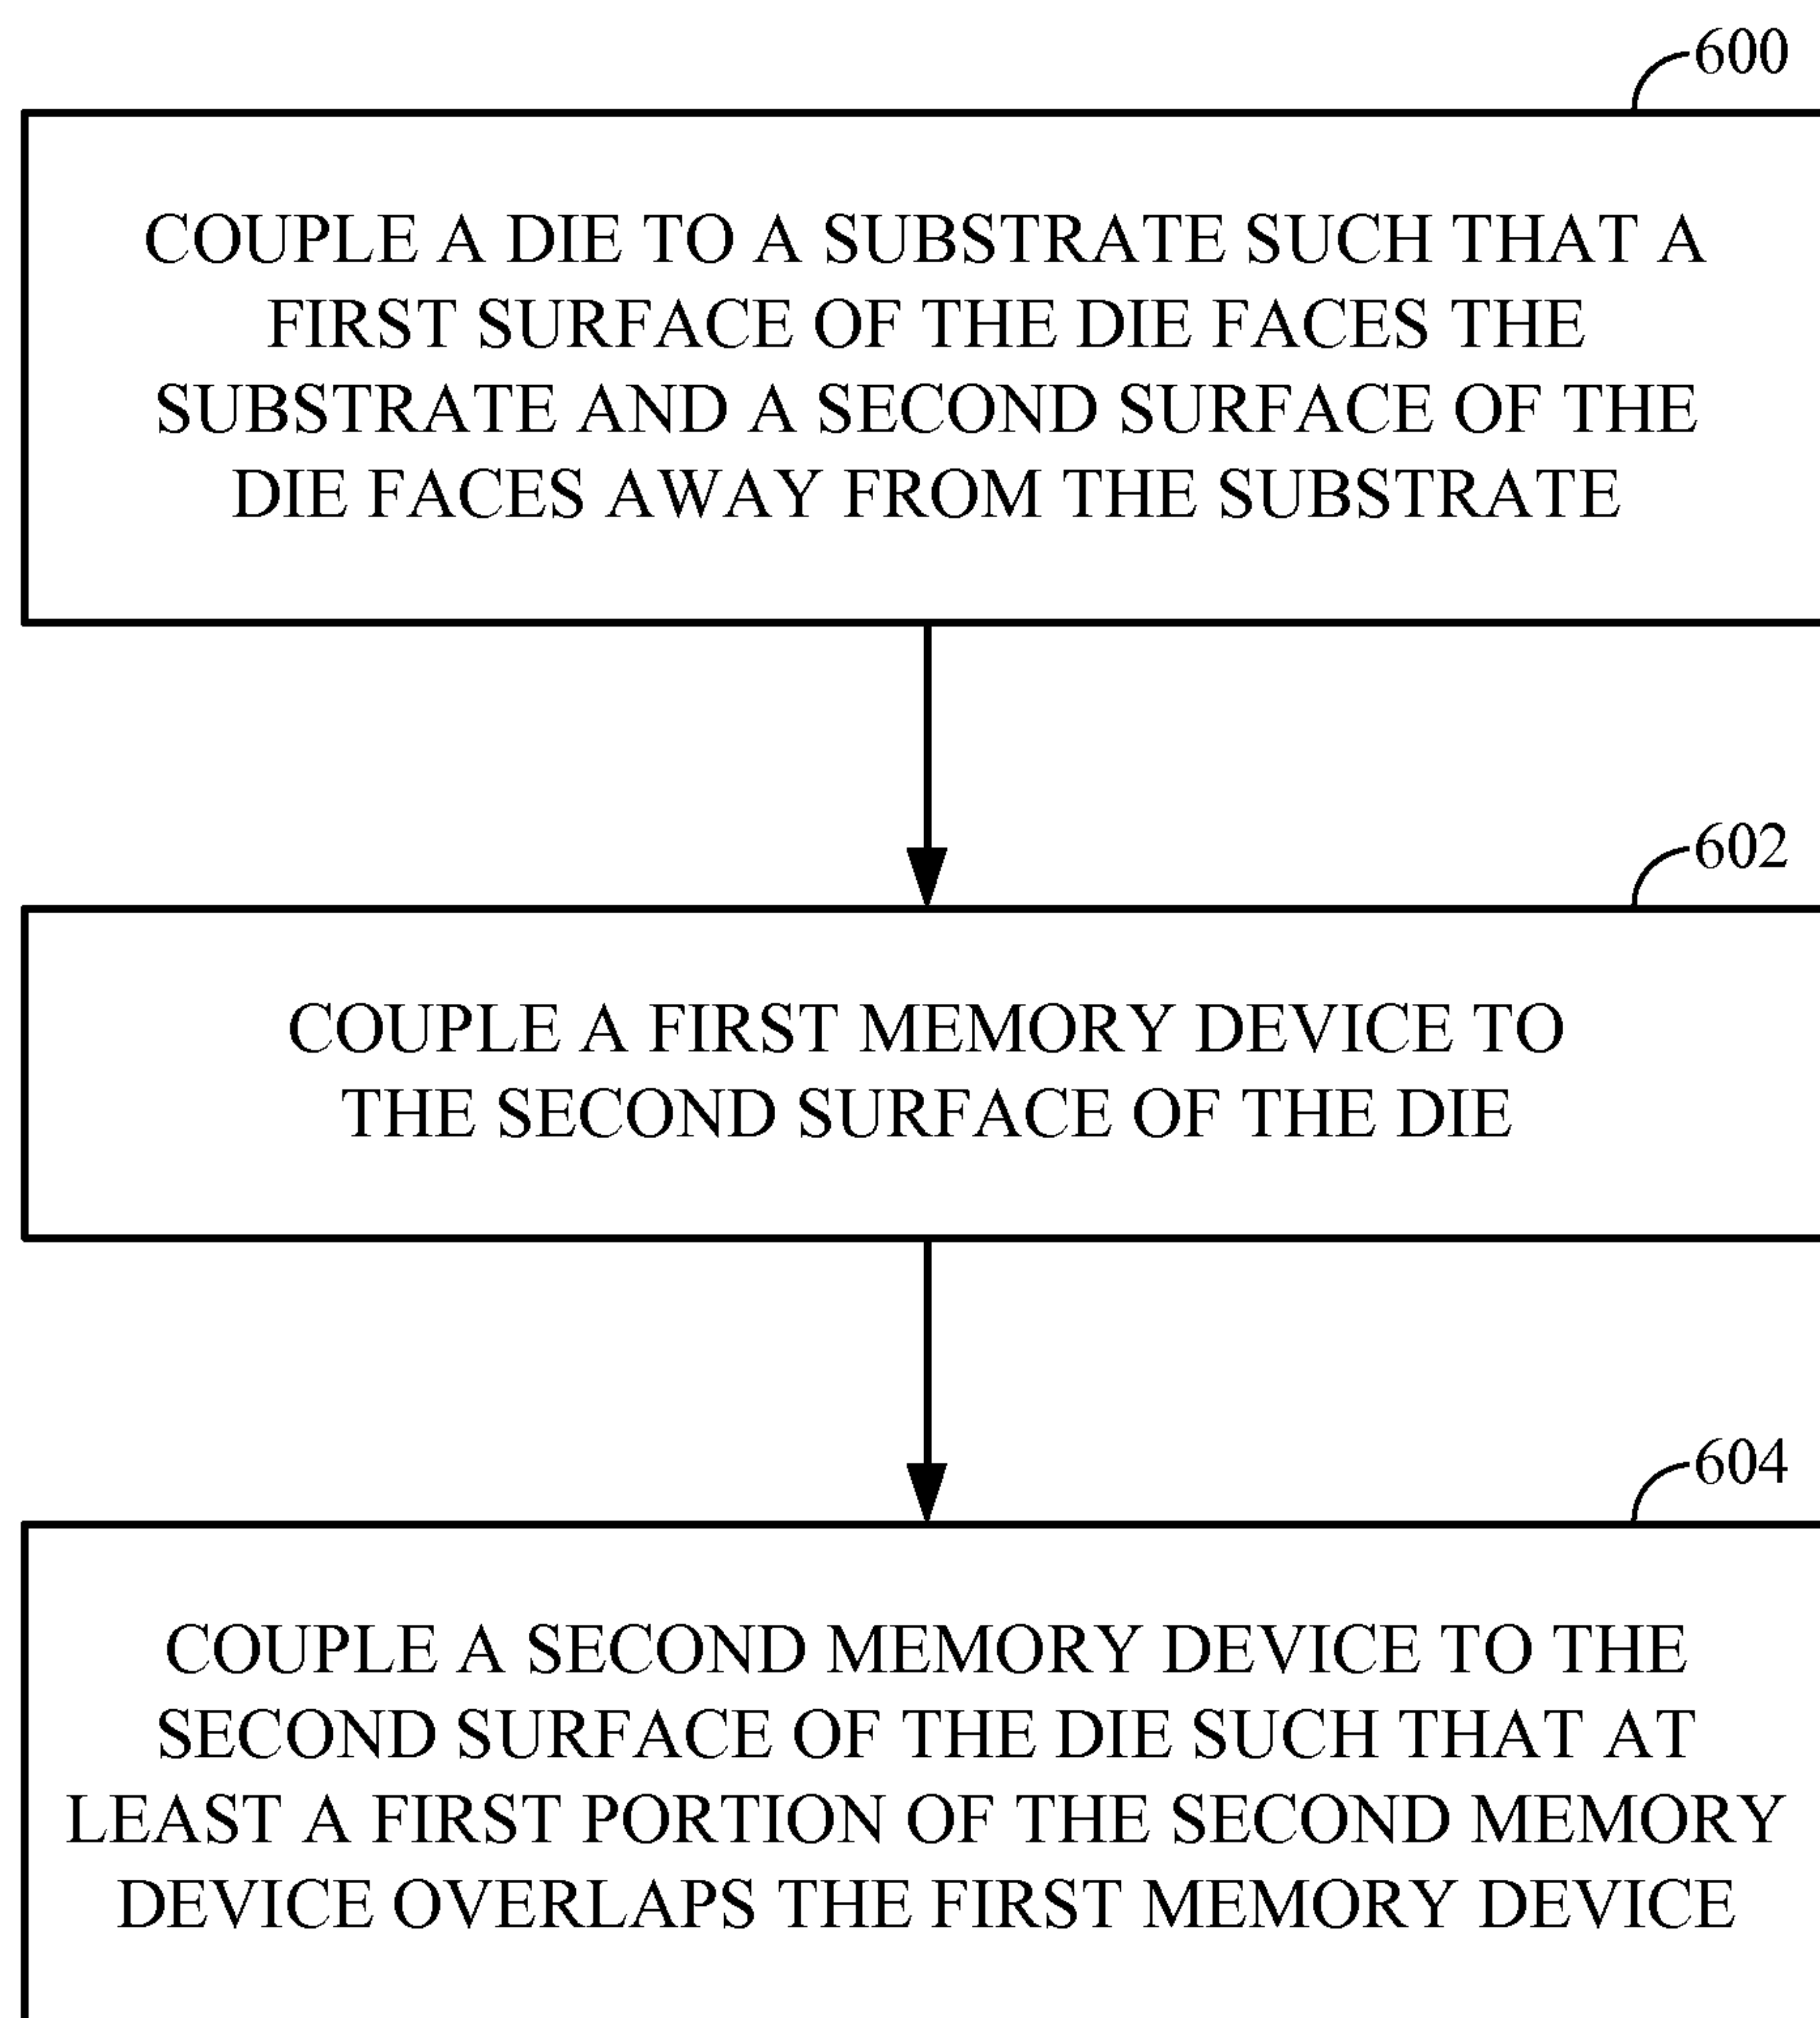 600
COUPLE A DIE TO A SUBSTRATE SUCH THAT A
FIRST SURFACE OF THE DIE FACES THE
SUBSTRATE AND A SECOND SURFACE OF THE
DIE FACES AWAY FROM THE SUBSTRATE
602
COUPLE A FIRST MEMORY DEVICE TO
THE SECOND SURFACE OF THE DIE
604
COUPLE A SECOND MEMORY DEVICE TO THE
SECOND SURFACE OF THE DIE SUCH THAT AT
LEAST A FIRST PORTION OF THE SECOND MEMORY
DEVICE OVERLAPS THE FIRST MEMORY DEVICE